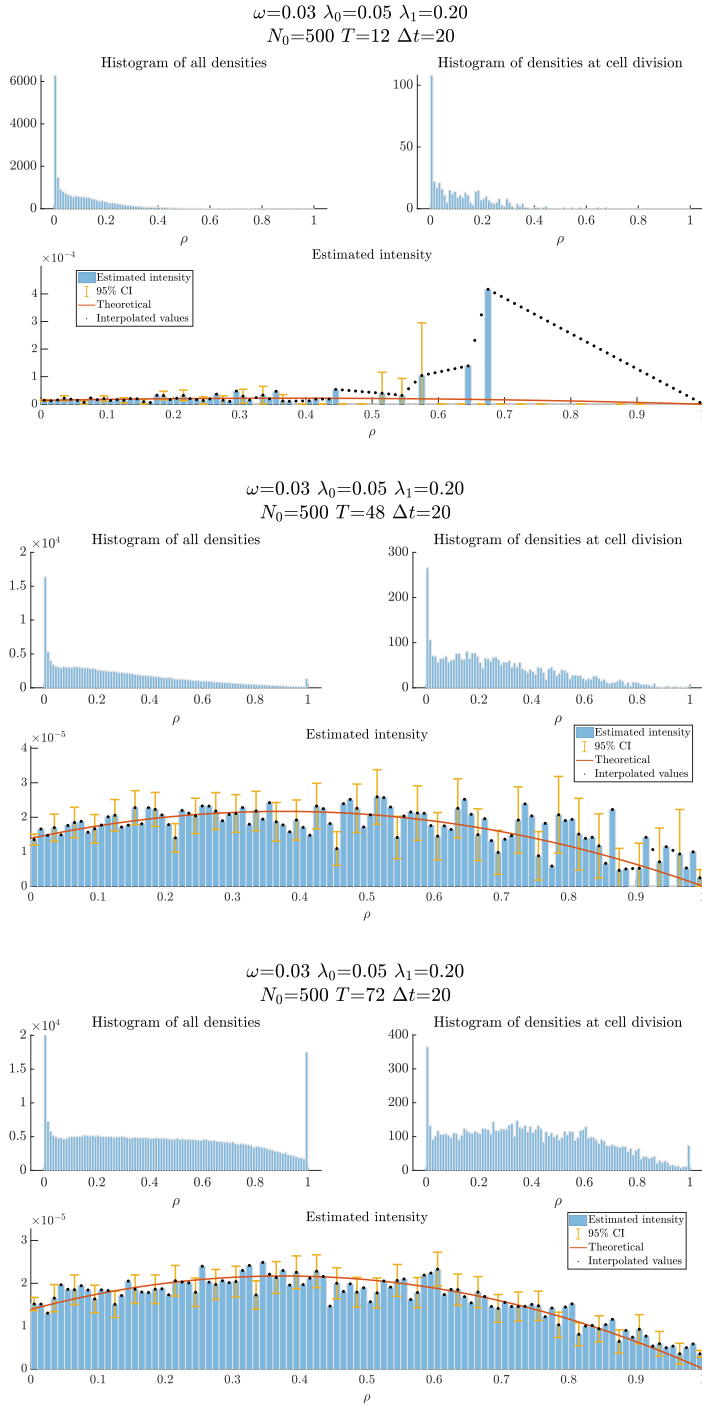 ω=0.03 λ₀=0.05 λ₁=0.20
N₀=500 T=12 Δt=20
Histogram of all densities
Histogram of densities at cell division
6000
4000
2000
0
0 0.2 0.4 0.6 0.8 1
ρ
100
50
0
0 0.2 0.4 0.6 0.8 1
ρ
Estimated intensity
×10⁻⁴
Estimated intensity
95% CI
Theoretical
Interpolated values
4
3
2
1
0
0 0.1 0.2 0.3 0.4 0.5 0.6 0.7 0.8 0.9 1
ρ
ω=0.03 λ₀=0.05 λ₁=0.20
N₀=500 T=48 Δt=20
Histogram of all densities
Histogram of densities at cell division
×10⁴
2
1.5
1
0.5
0
0 0.2 0.4 0.6 0.8 1
ρ
300
200
100
0
0 0.2 0.4 0.6 0.8 1
ρ
Estimated intensity
×10⁻⁵
Estimated intensity
95% CI
Theoretical
Interpolated values
4
3
2
1
0
0 0.1 0.2 0.3 0.4 0.5 0.6 0.7 0.8 0.9 1
ρ
ω=0.03 λ₀=0.05 λ₁=0.20
N₀=500 T=72 Δt=20
Histogram of all densities
Histogram of densities at cell division
×10⁴
2
1.5
1
0.5
0
0 0.2 0.4 0.6 0.8 1
ρ
400
300
200
100
0
0 0.2 0.4 0.6 0.8 1
ρ
Estimated intensity
×10⁻⁵
Estimated intensity
95% CI
Theoretical
Interpolated values
3
2
1
0
0 0.1 0.2 0.3 0.4 0.5 0.6 0.7 0.8 0.9 1
ρ